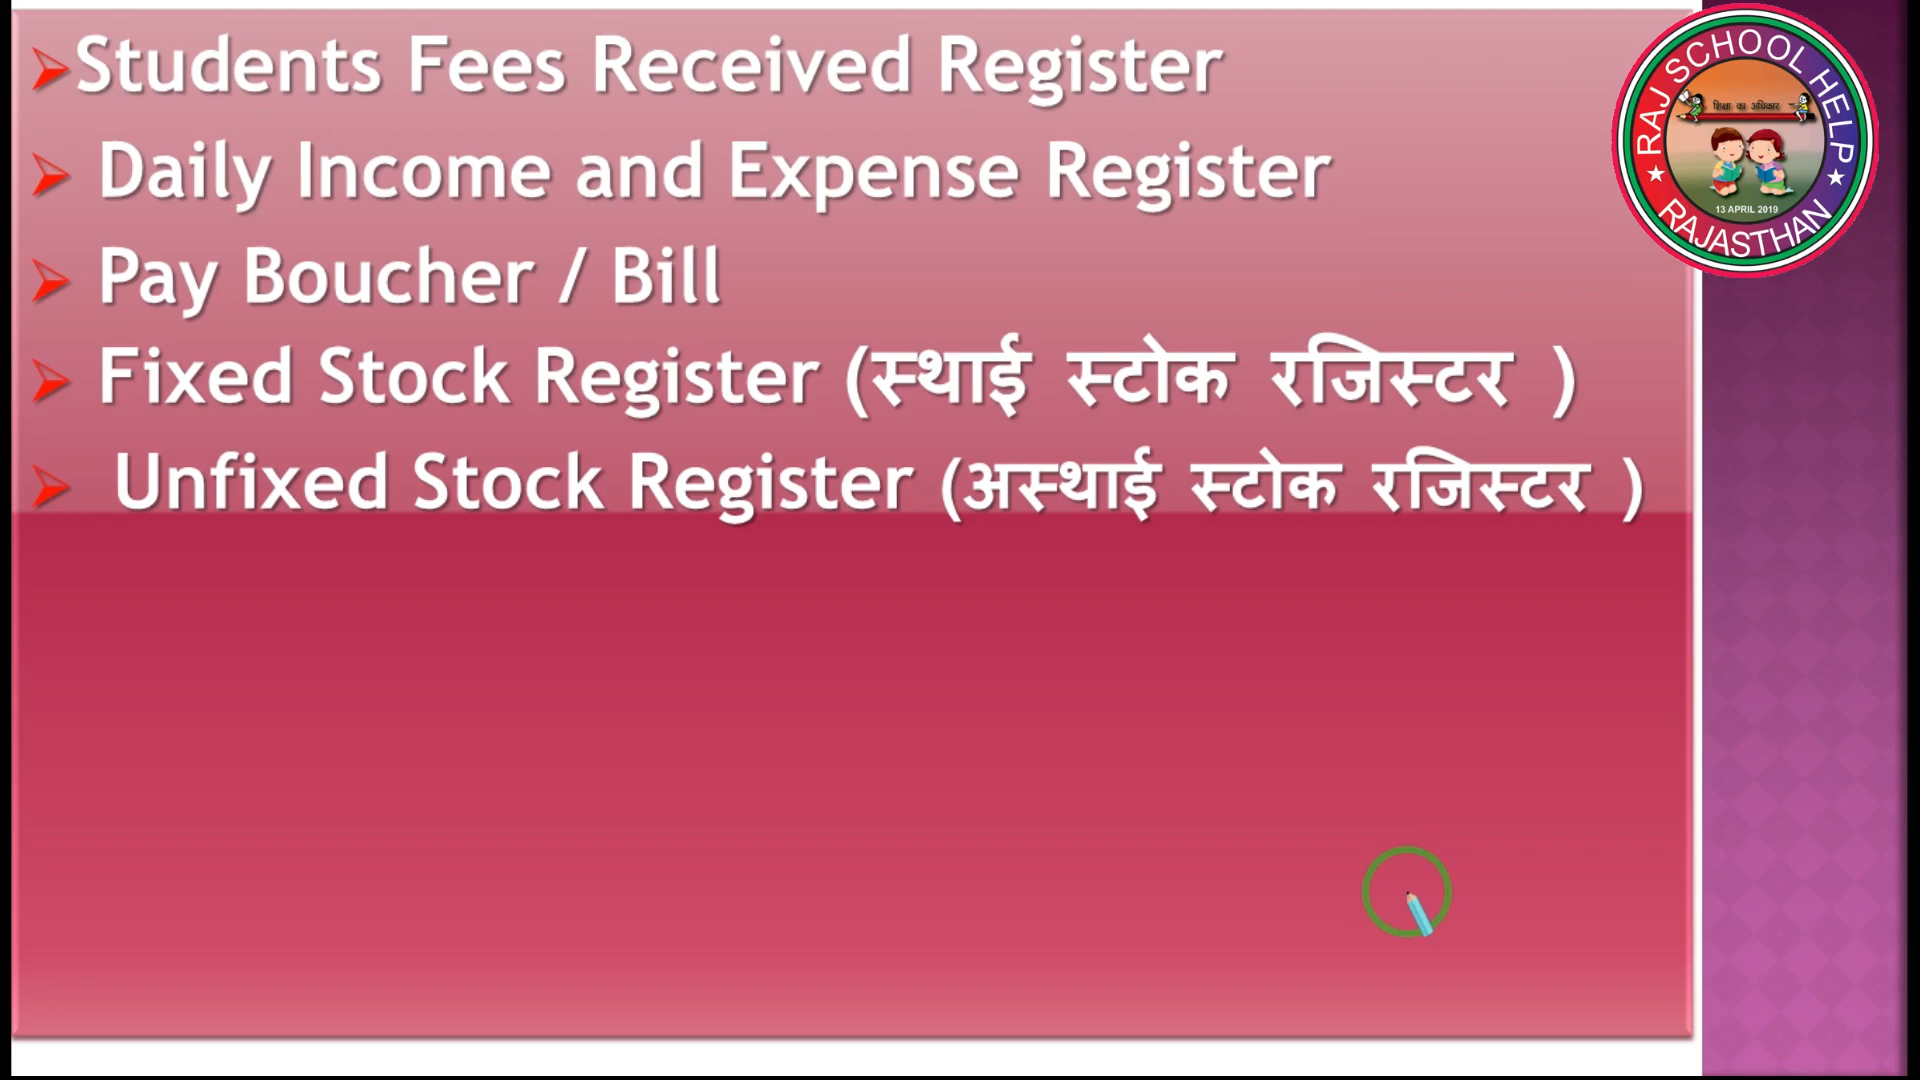 Students Fees Received Register
Daily Income and Expense Register
Pay Boucher / Bill
Fixed Stock Register (स्थाई स्टोक रजिस्टर )
Unfixed Stock Register (अस्थाई स्टोक रजिस्टर )
RAJ SCHOOL HELP
शिक्षा का अधिकार
13 APRIL 2019
★ RAJASTHAN ★